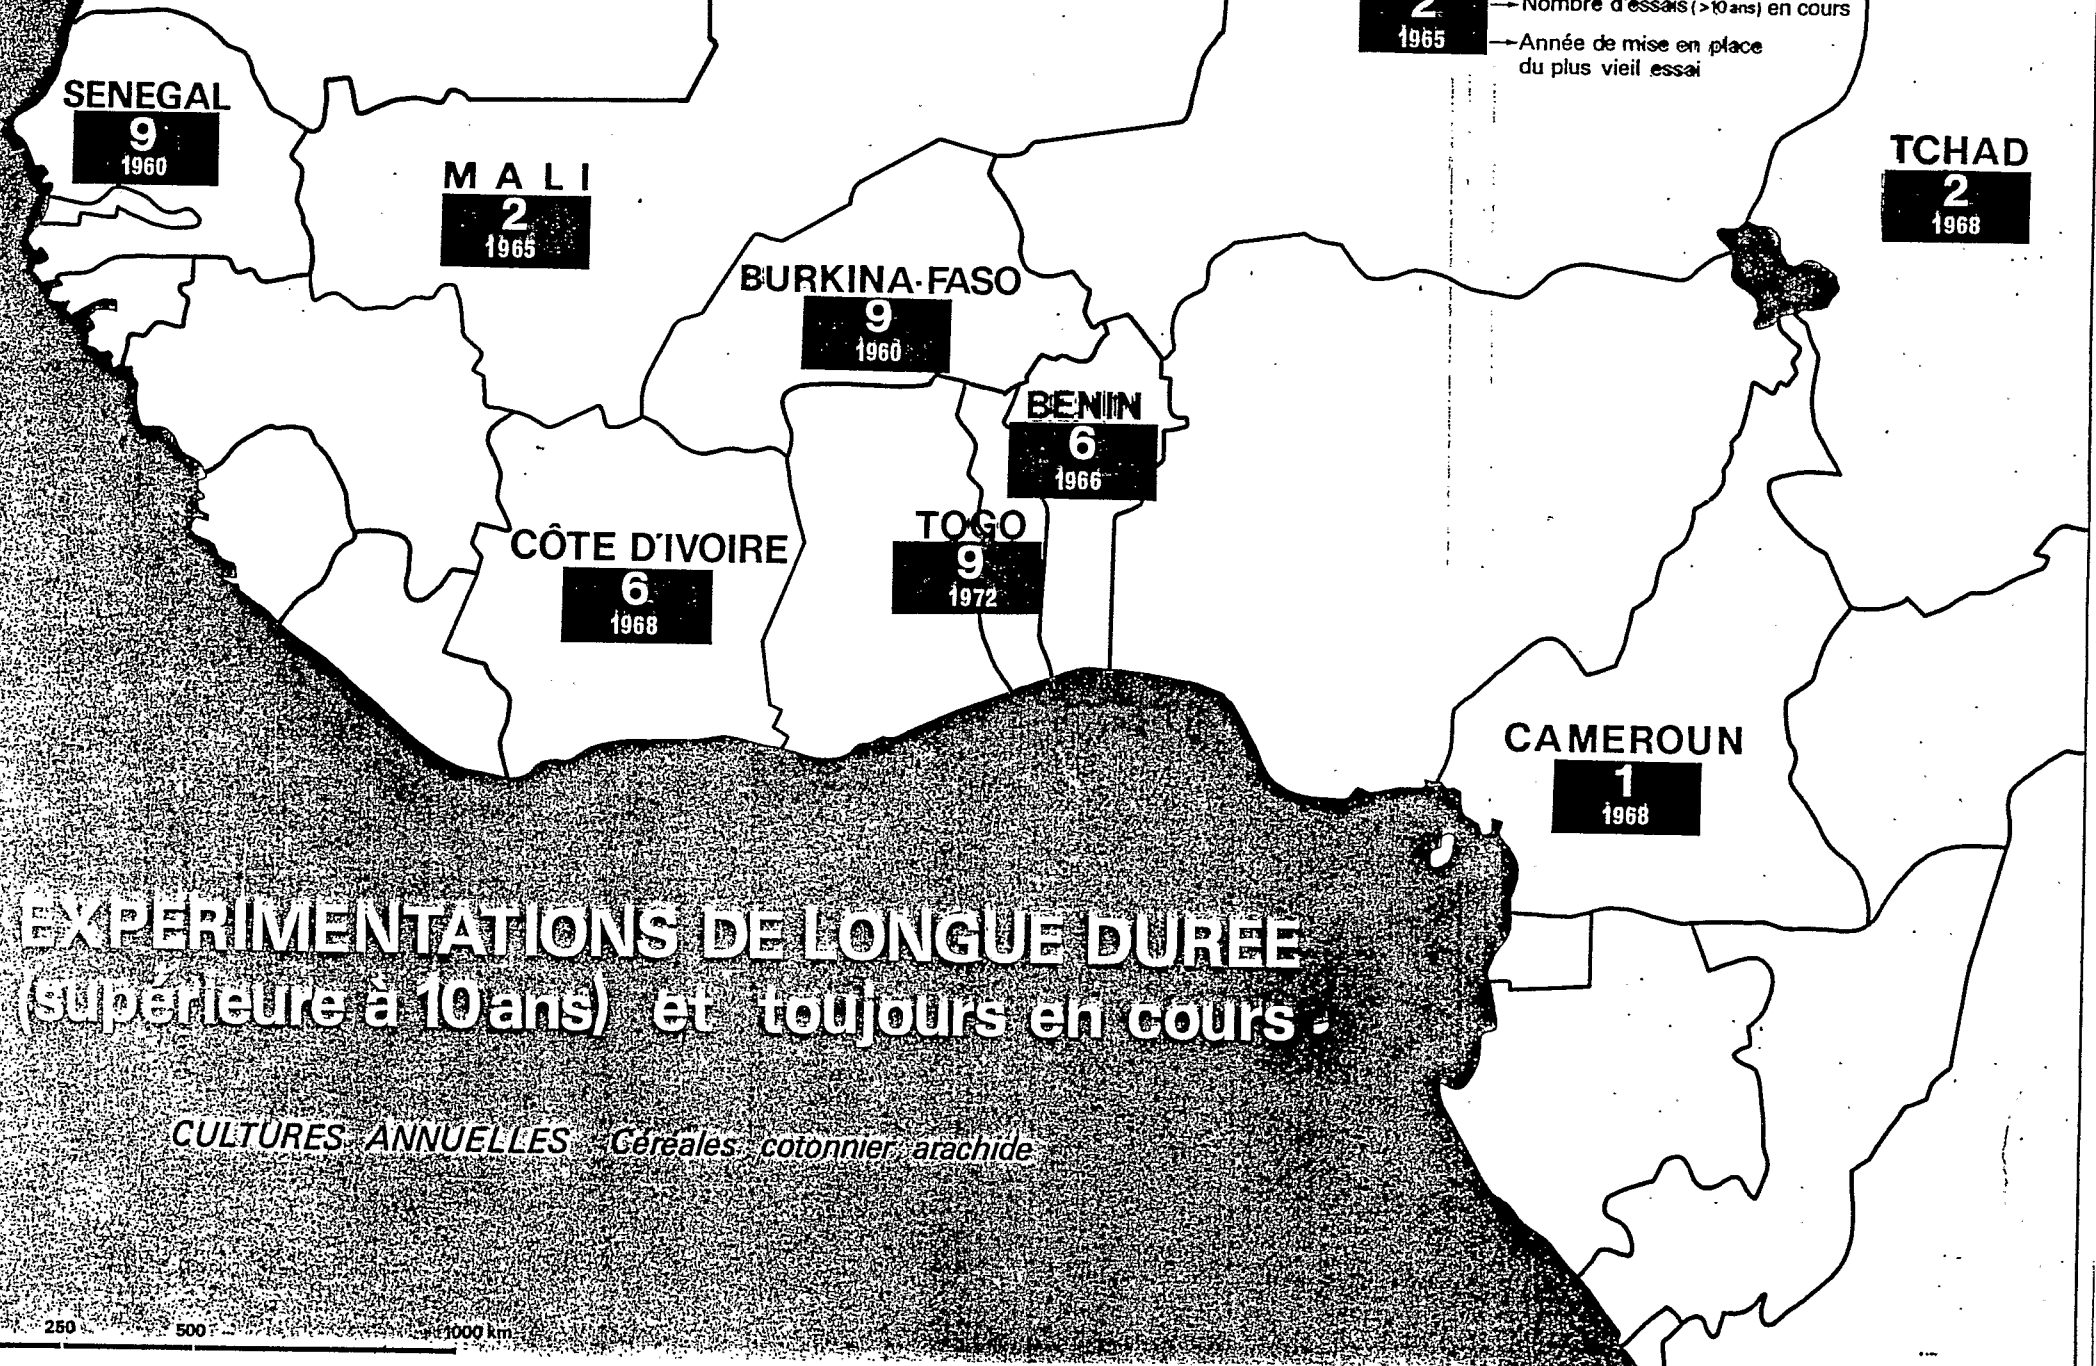 2
→ Nombre d'essais (>10 ans) en cours
1965
→ Année de mise en place
du plus vieil essai
SENEGAL
9
1960
MALI
2
1965
TCHAD
2
1968
BURKINA-FASO
9
1960
BENIN
6
1966
TOGO
9
1972
CÔTE D'IVOIRE
6
1968
CAMEROUN
1
1968
EXPERIMENTATIONS DE LONGUE DUREE
(supérieure à 10 ans) et toujours en cours
CULTURES ANNUELLES Céréales cotonnier arachide
250 500 1000 km